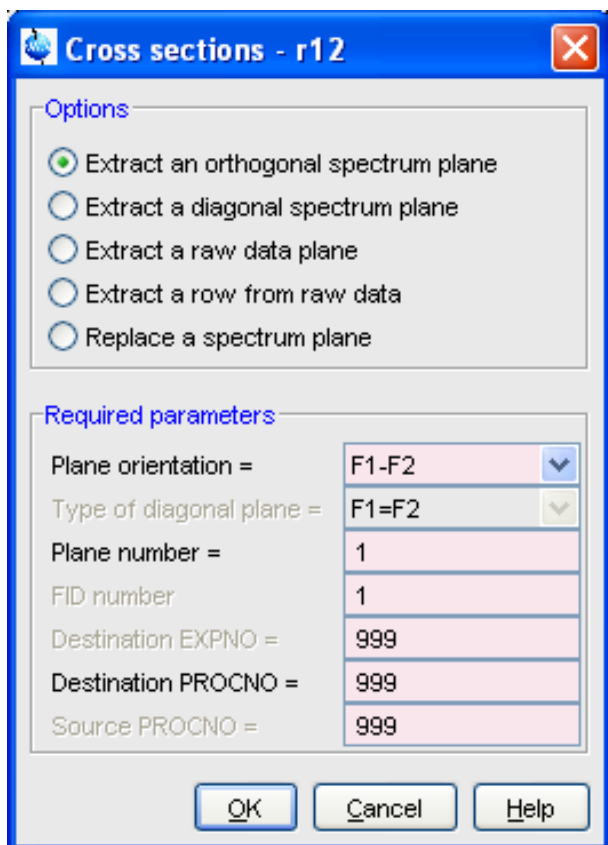 Cross sections - r12
Options
Extract an orthogonal spectrum plane
Extract a diagonal spectrum plane
Extract a raw data plane
Extract a row from raw data
Replace a spectrum plane
Required parameters
Plane orientation = F1-F2
Type of diagonal plane = F1=F2
Plane number = 1
FID number 1
Destination EXPNO = 999
Destination PROCNO = 999
Source PROCNO = 999
OK Cancel Help